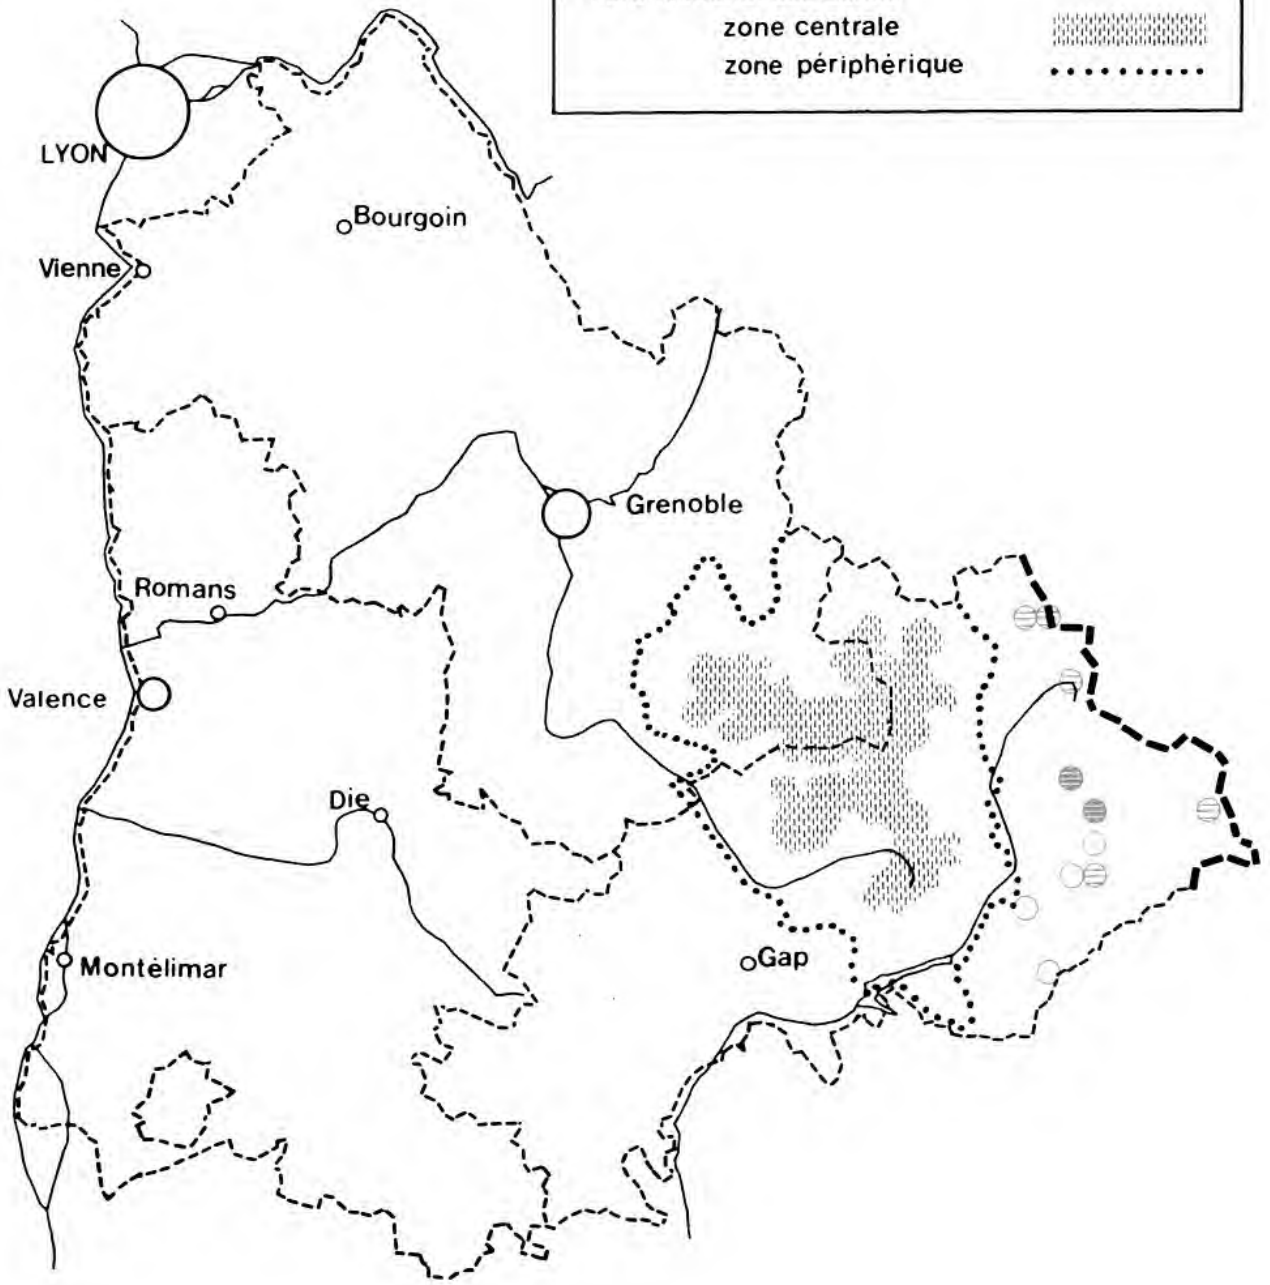 zone centrale
zone périphérique
LYON
Bourgoin
Vienne
Grenoble
Romans
Valence
Die
Gap
Montélimar